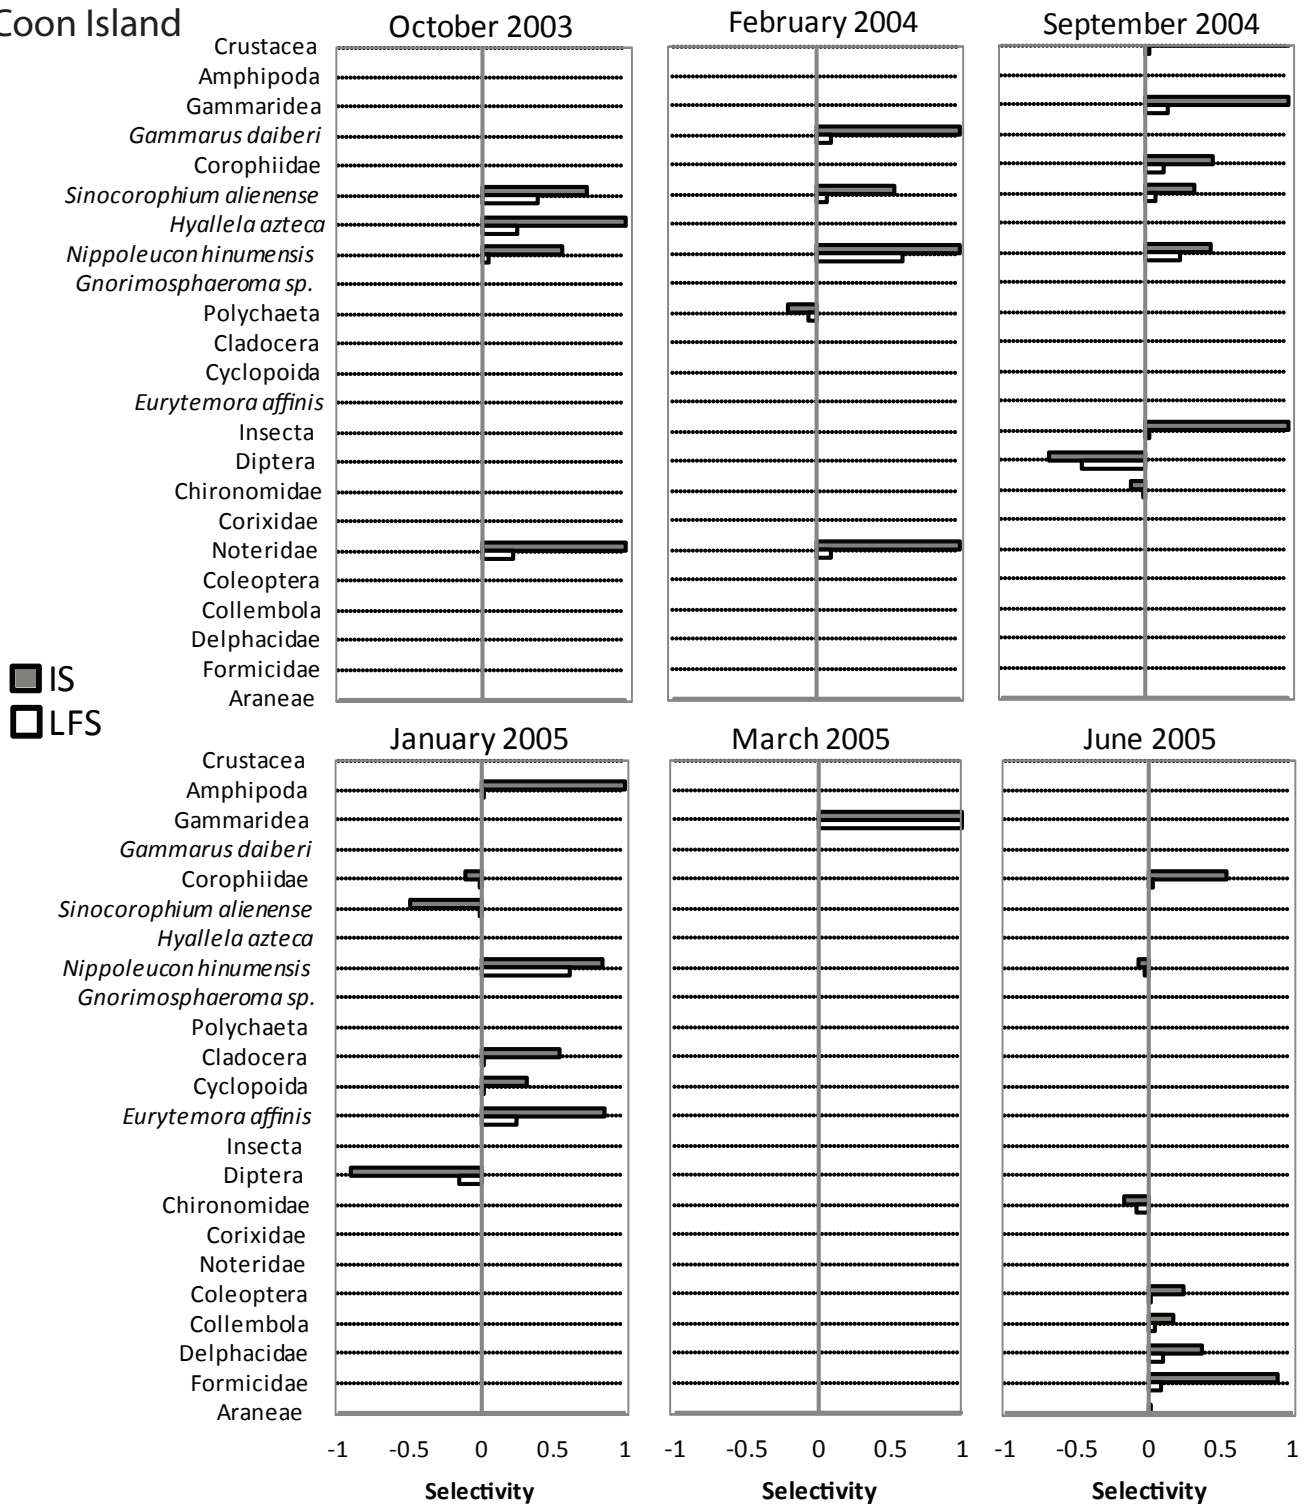 Coon Island
October 2003
February 2004
September 2004
Crustacea
Amphipoda
Gammaridea
Gammarus daiberi
Corophiidae
Sinocorophium alienense
Hyallela azteca
Nippoleucon hinumensis
Gnorimosphaeroma sp.
Polychaeta
Cladocera
Cyclopoida
Eurytemora affinis
Insecta
Diptera
Chironomidae
Corixidae
Noteridae
Coleoptera
Collembola
Delphacidae
Formicidae
Araneae
IS
LFS
January 2005
March 2005
June 2005
Crustacea
Amphipoda
Gammaridea
Gammarus daiberi
Corophiidae
Sinocorophium alienense
Hyallela azteca
Nippoleucon hinumensis
Gnorimosphaeroma sp.
Polychaeta
Cladocera
Cyclopoida
Eurytemora affinis
Insecta
Diptera
Chironomidae
Corixidae
Noteridae
Coleoptera
Collembola
Delphacidae
Formicidae
Araneae
-1 -0.5 0 0.5 1 -1 -0.5 0 0.5 1 -1 -0.5 0 0.5 1
Selectivity Selectivity Selectivity